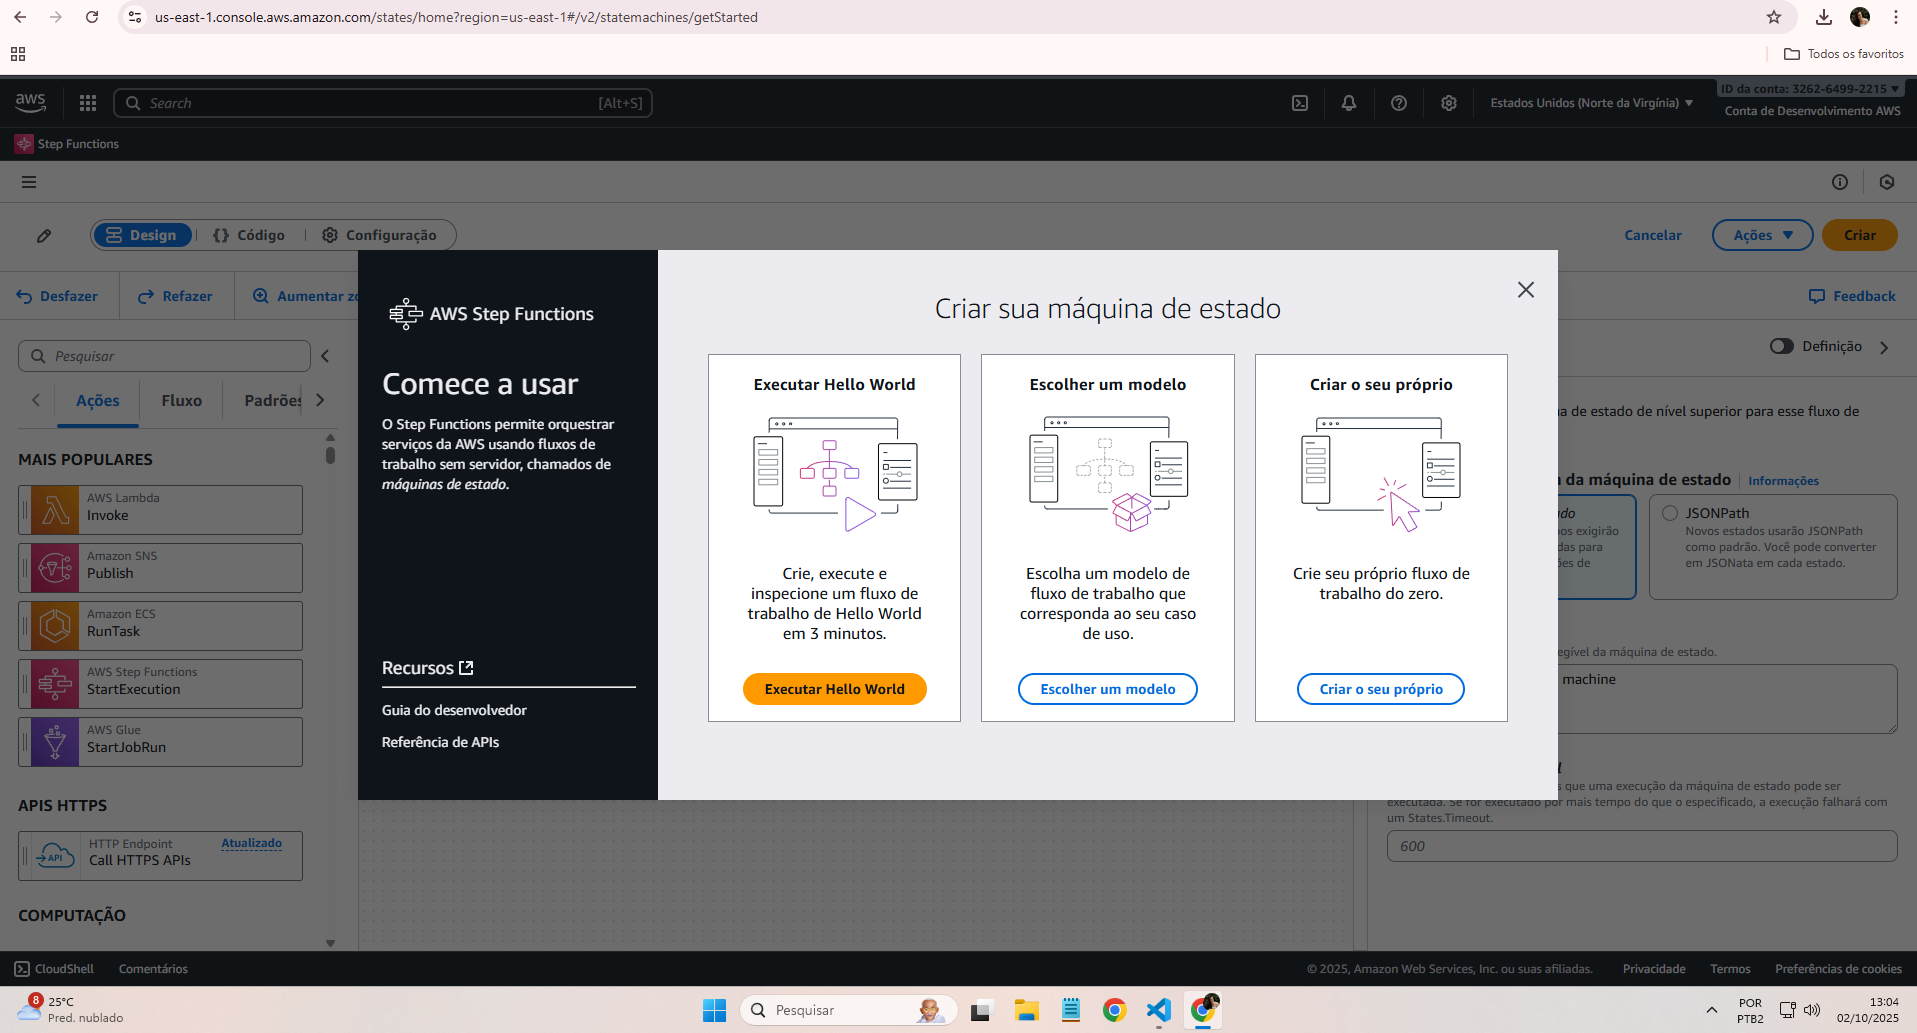 us-east-1.console.aws.amazon.com/states/home?region=us-east-1#/v2/statemachines/getStarted
Todos os favoritos
aws
Search
[Alt+S]
Estados Unidos (Norte da Virgínia)
ID da conta: 3262-6499-2215
Conta de Desenvolvimento AWS
Step Functions
Design
Código
Configuração
Cancelar
Ações
Criar
Desfazer
Refazer
Aumentar zo
Feedback
Pesquisar
Ações
Fluxo
Padrões
MAIS POPULARES
AWS Lambda
Invoke
Amazon SNS
Publish
Amazon ECS
RunTask
AWS Step Functions
StartExecution
AWS Glue
StartJobRun
APIS HTTPS
HTTP Endpoint
Atualizado
Call HTTPS APIs
API
COMPUTAÇÃO
AWS Step Functions
Comece a usar
O Step Functions permite orquestrar
serviços da AWS usando fluxos de
trabalho sem servidor, chamados de
máquinas de estado.
Recursos
Guia do desenvolvedor
Referência de APIs
Criar sua máquina de estado
Executar Hello World
Crie, execute e
inspecione um fluxo de
trabalho de Hello World
em 3 minutos.
Executar Hello World
Escolher um modelo
Escolha um modelo de
fluxo de trabalho que
corresponda ao seu caso
de uso.
Escolher um modelo
Criar o seu próprio
Crie seu próprio fluxo de
trabalho do zero.
Criar o seu próprio
Definição
a de estado de nível superior para esse fluxo de
da máquina de estado
Informações
do
os exigirão
das para
ões de
JSONPath
Novos estados usarão JSONPath
como padrão. Você pode converter
em JSONata em cada estado.
egível da máquina de estado.
machine
l
s que uma execução da máquina de estado pode ser
executada. Se for executado por mais tempo do que o especificado, a execução falhará com
um States.Timeout.
600
CloudShell
Comentários
© 2025, Amazon Web Services, Inc. ou suas afiliadas.
Privacidade
Termos
Preferências de cookies
8
25°C
Pred. nublado
Pesquisar
POR
PTB2
13:04
02/10/2025